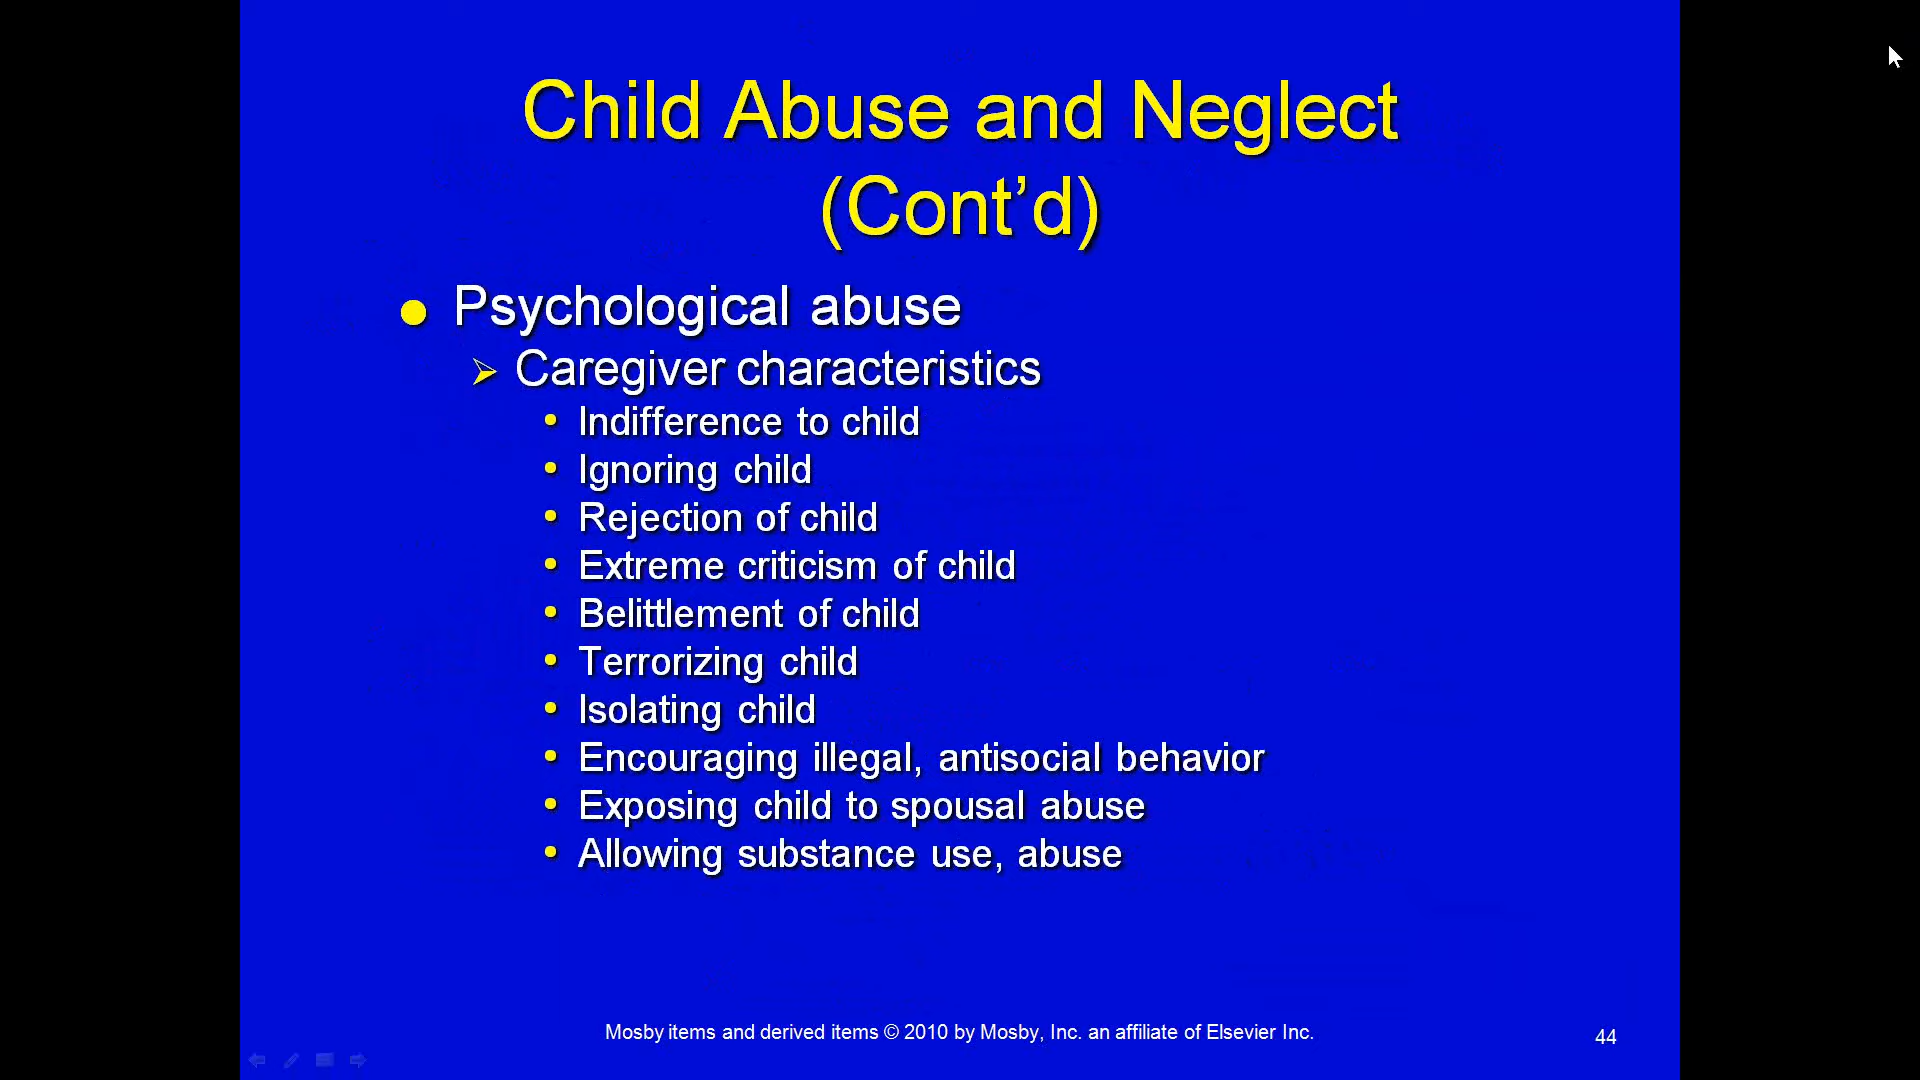 Child Abuse and Neglect
(Cont’d)
Psychological abuse
Caregiver characteristics
Indifference to child
Ignoring child
Rejection of child
Extreme criticism of child
Belittlement of child
Terrorizing child
Isolating child
Encouraging illegal, antisocial behavior
Exposing child to spousal abuse
Allowing substance use, abuse
Mosby items and derived items © 2010 by Mosby, Inc. an affiliate of Elsevier Inc.
44